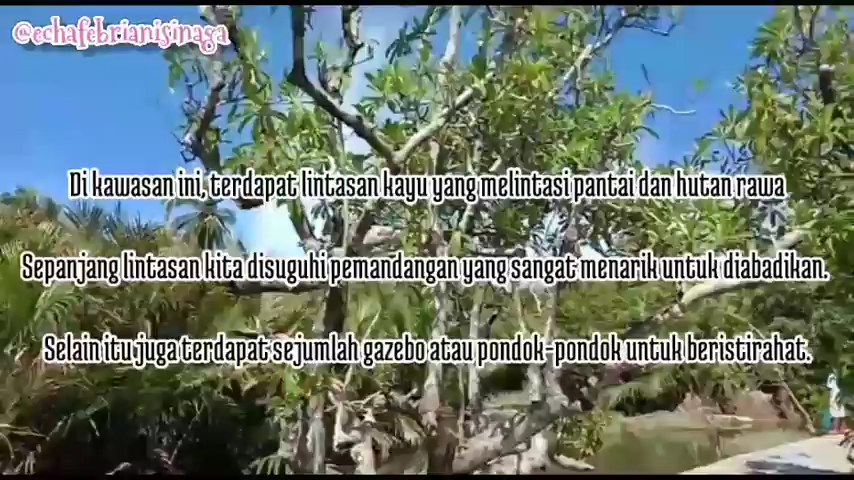 @echafebrianisinaga
Di kawasan ini, terdapat lintasan kayu yang melintasi pantai dan hutan rawa
Sepanjang lintasan kita disuguhi pemandangan yang sangat menarik untuk diabadikan.
Selain itu juga terdapat sejumlah gazebo atau pondok-pondok untuk beristirahat.